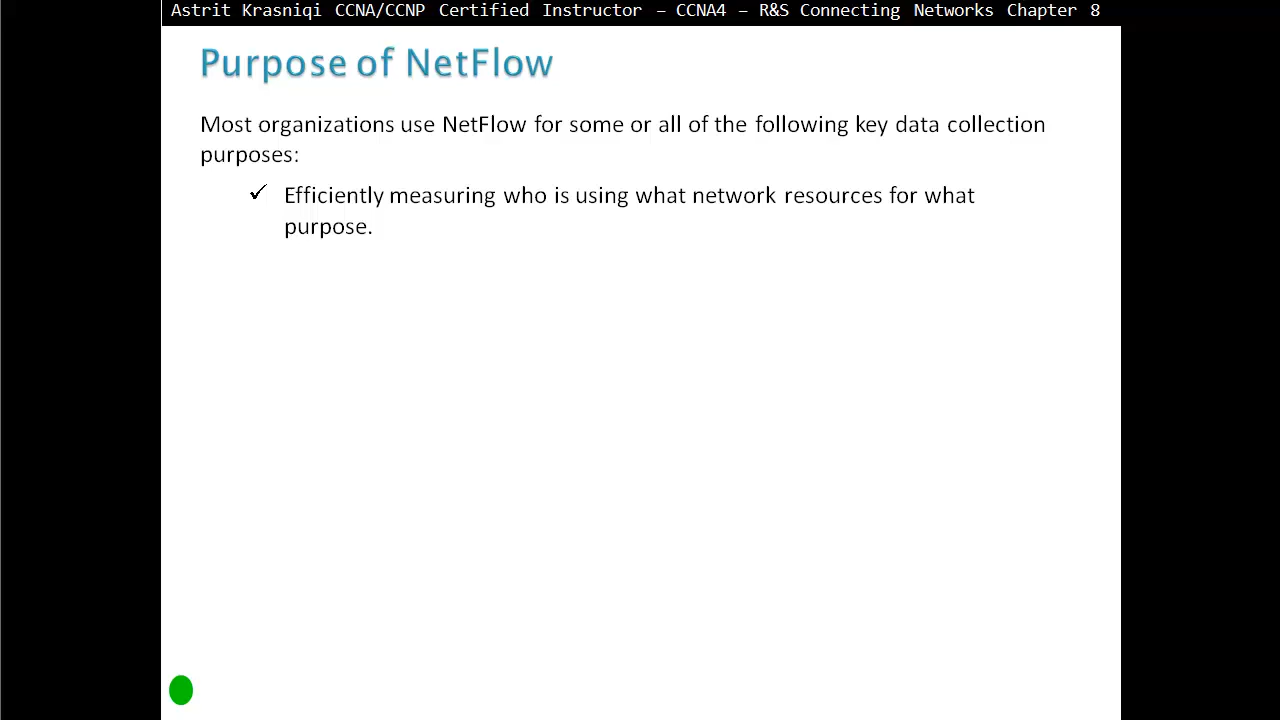 Astrit Krasniqi CCNA/CCNP Certified Instructor – CCNA4 – R&S Connecting Networks Chapter 8
Purpose of NetFlow
Most organizations use NetFlow for some or all of the following key data collection
purposes:
✓ Efficiently measuring who is using what network resources for what
purpose.